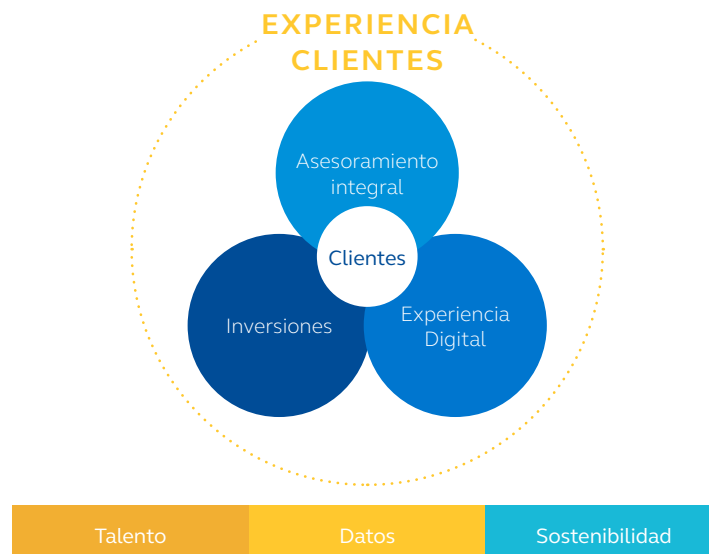 EXPERIENCIA
CLIENTES
Asesoramiento
integral
Clientes
Inversiones
Experiencia
Digital
Talento
Datos
Sostenibilidad